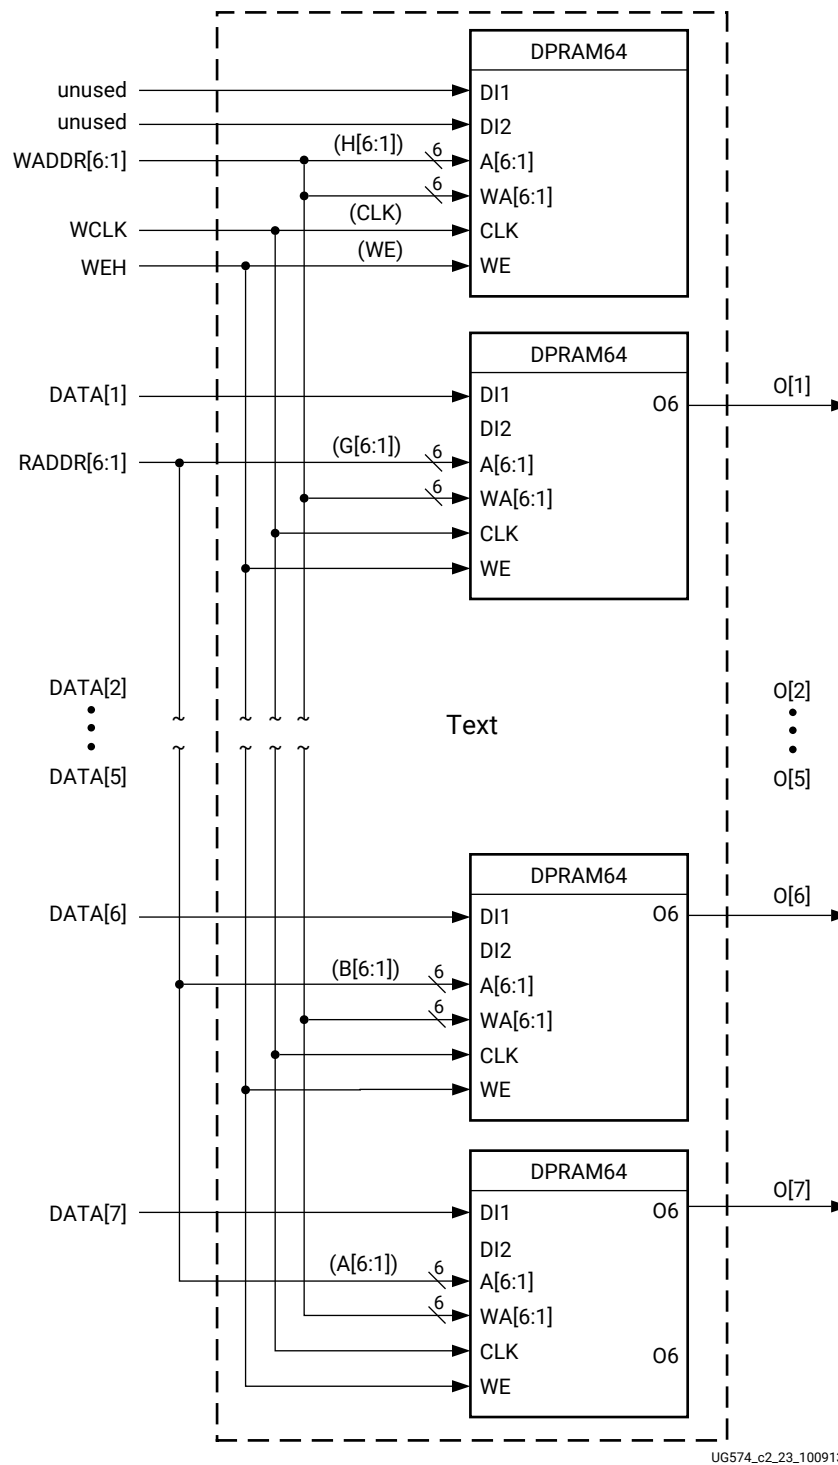 DPRAM64
unused
DI1
unused
DI2
WADDR[6:1]
(H[6:1])
6
A[6:1]
6
WA[6:1]
WCLK
(CLK)
CLK
WEH
(WE)
WE
DPRAM64
DATA[1]
DI1
O6
O[1]
DI2
RADDR[6:1]
(G[6:1])
6
A[6:1]
6
WA[6:1]
CLK
WE
DATA[2]
O[2]
Text
DATA[5]
O[5]
DPRAM64
DATA[6]
DI1
O6
O[6]
DI2
(B[6:1])
6
A[6:1]
6
WA[6:1]
CLK
WE
DPRAM64
DATA[7]
DI1
O6
O[7]
DI2
(A[6:1])
6
A[6:1]
6
WA[6:1]
CLK
O6
WE